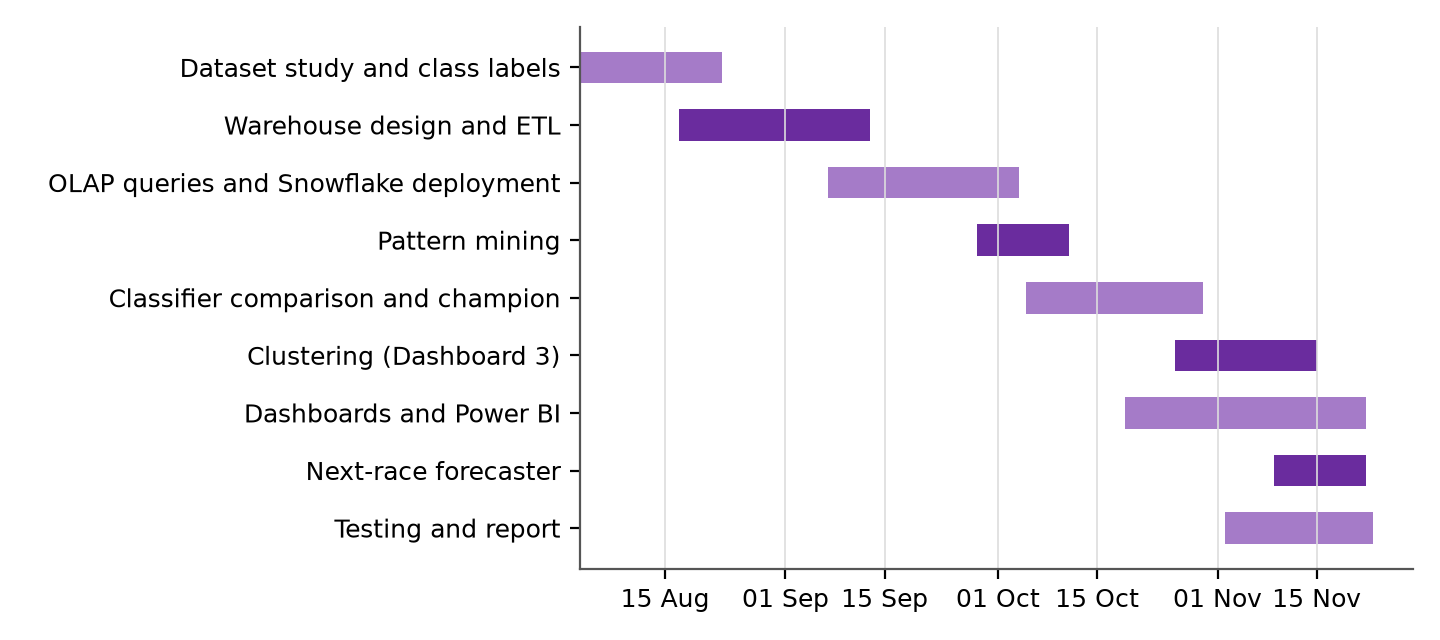 Dataset study and class labels
Warehouse design and ETL
OLAP queries and Snowflake deployment
Pattern mining
Classifier comparison and champion
Clustering (Dashboard 3)
Dashboards and Power BI
Next-race forecaster
Testing and report
15 Aug 01 Sep 15 Sep 01 Oct 15 Oct 01 Nov 15 Nov